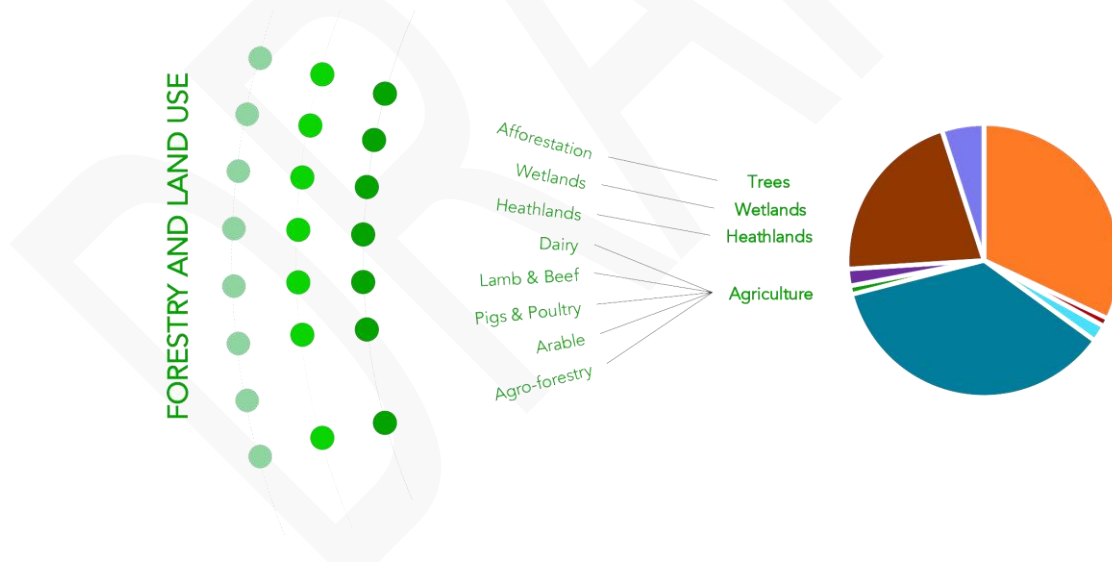 FORESTRY AND LAND USE
Afforestation
Wetlands
Heathlands
Dairy
Lamb & Beef
Pigs & Poultry
Arable
Agro-forestry
Trees
Wetlands
Heathlands
Agriculture